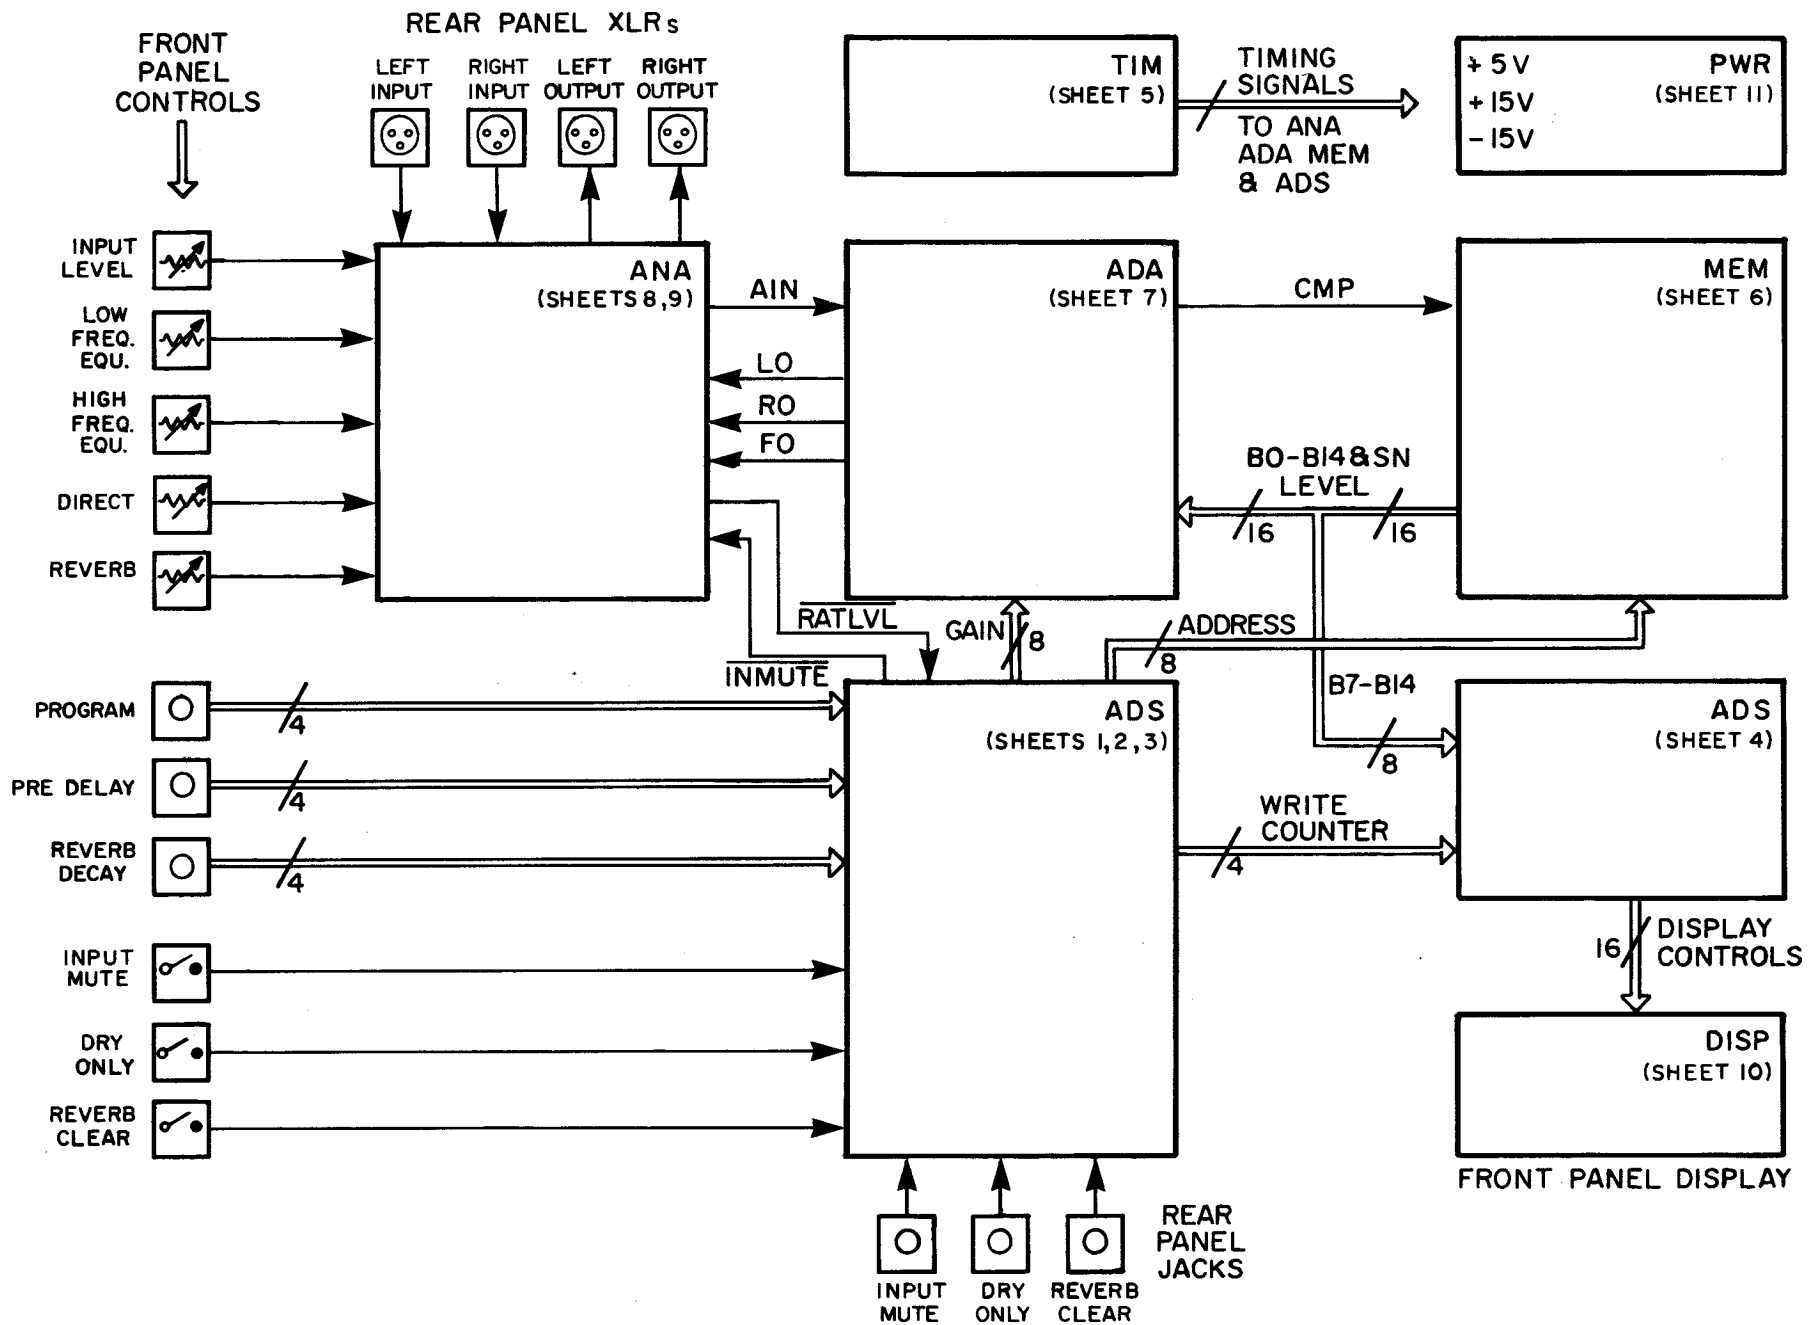 REAR PANEL XLRs
FRONT
PANEL
CONTROLS
LEFT
INPUT
RIGHT
INPUT
LEFT
OUTPUT
RIGHT
OUTPUT
TIM
(SHEET 5)
TIMING
SIGNALS
TO ANA
ADA MEM
& ADS
+ 5V
+ 15V
- 15V
PWR
(SHEET 11)
INPUT
LEVEL
LOW
FREQ.
EQU.
HIGH
FREQ.
EQU.
DIRECT
REVERB
ANA
(SHEETS 8,9)
AIN
LO
RO
FO
ADA
(SHEET 7)
CMP
MEM
(SHEET 6)
B0-B14&SN
LEVEL
16
16
RATLVL
INMUTE
GAIN
8
ADDRESS
8
B7-B14
8
PROGRAM
4
PRE DELAY
4
REVERB
DECAY
4
INPUT
MUTE
DRY
ONLY
REVERB
CLEAR
ADS
(SHEETS 1,2,3)
WRITE
COUNTER
4
ADS
(SHEET 4)
16
DISPLAY
CONTROLS
DISP
(SHEET 10)
FRONT PANEL DISPLAY
REAR
PANEL
JACKS
INPUT
MUTE
DRY
ONLY
REVERB
CLEAR